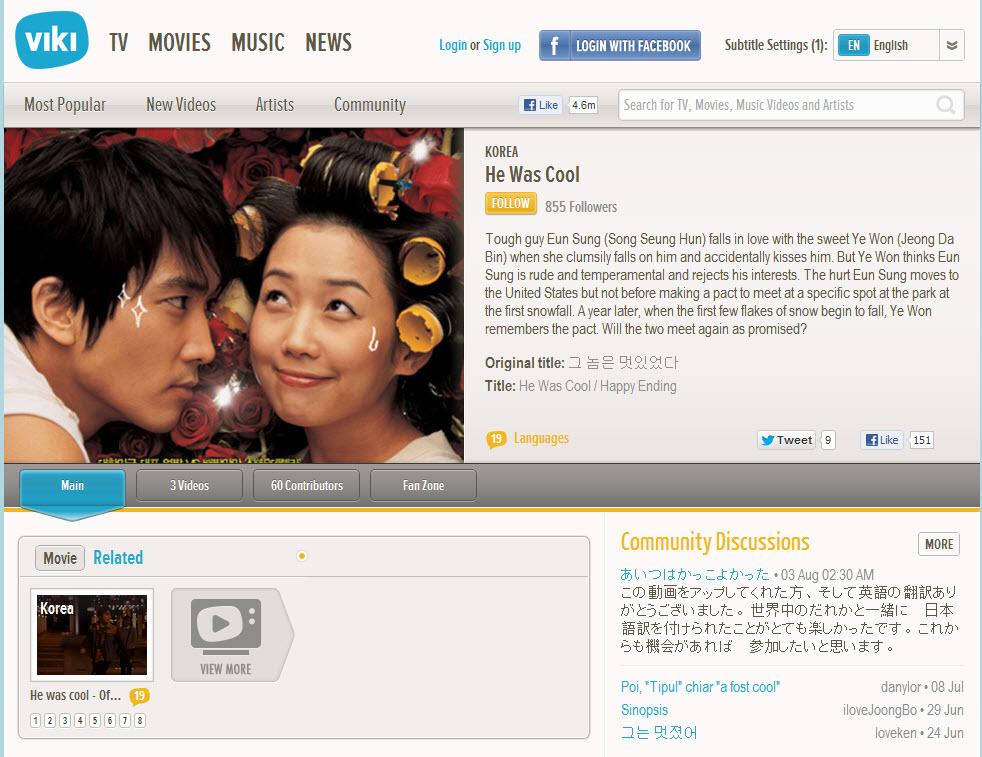 viki TV MOVIES MUSIC NEWS
Login or Sign up
f LOGIN WITH FACEBOOK
Subtitle Settings (1): EN English
Most Popular New Videos Artists Community
Like 4.6m
Search for TV, Movies, Music Videos and Artists
KOREA
He Was Cool
FOLLOW 855 Followers
Tough guy Eun Sung (Song Seung Hun) falls in love with the sweet Ye Won (Jeong Da
Bin) when she clumsily falls on him and accidentally kisses him. But Ye Won thinks Eun
Sung is rude and temperamental and rejects his interests. The hurt Eun Sung moves to
the United States but not before making a pact to meet at a specific spot at the park at
the first snowfall. A year later, when the first few flakes of snow begin to fall, Ye Won
remembers the pact. Will the two meet again as promised?
Original title: 그 놈은 멋있었다
Title: He Was Cool / Happy Ending
19 Languages
Tweet 9
Like 151
Main 3 Videos 60 Contributors Fan Zone
Movie Related
Korea
VIEW MORE
He was cool - Of... 19
1 2 3 4 5 6 7 8
Community Discussions MORE
あいつはかっこよかった • 03 Aug 02:30 AM
この動画をアップしてくれた方、そして英語の翻訳あり
がとうございました。世界中のだれかと一緒に　日本
語訳を付けられたことがとても楽しかったです。これか
らも機会があれば　参加したいと思います。
Poi, "Tipul" chiar "a fost cool" danylor • 08 Jul
Sinopsis iloveJoongBo • 29 Jun
그는 멋졌어 loveken • 24 Jun